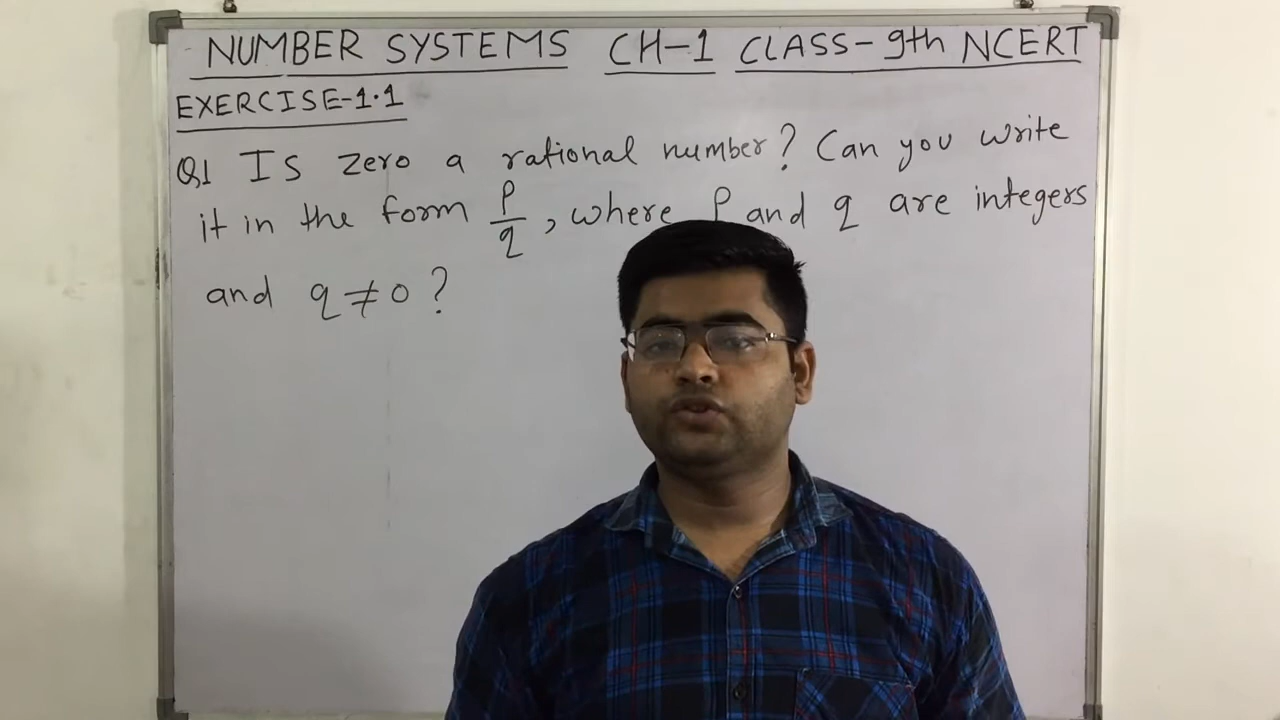 NUMBER SYSTEMS CH-1 CLASS-9th NCERT
EXERCISE-1.1
Q1 Is zero a rational number? Can you write
it in the form p/q, where p and q are integers
and q ≠ 0?